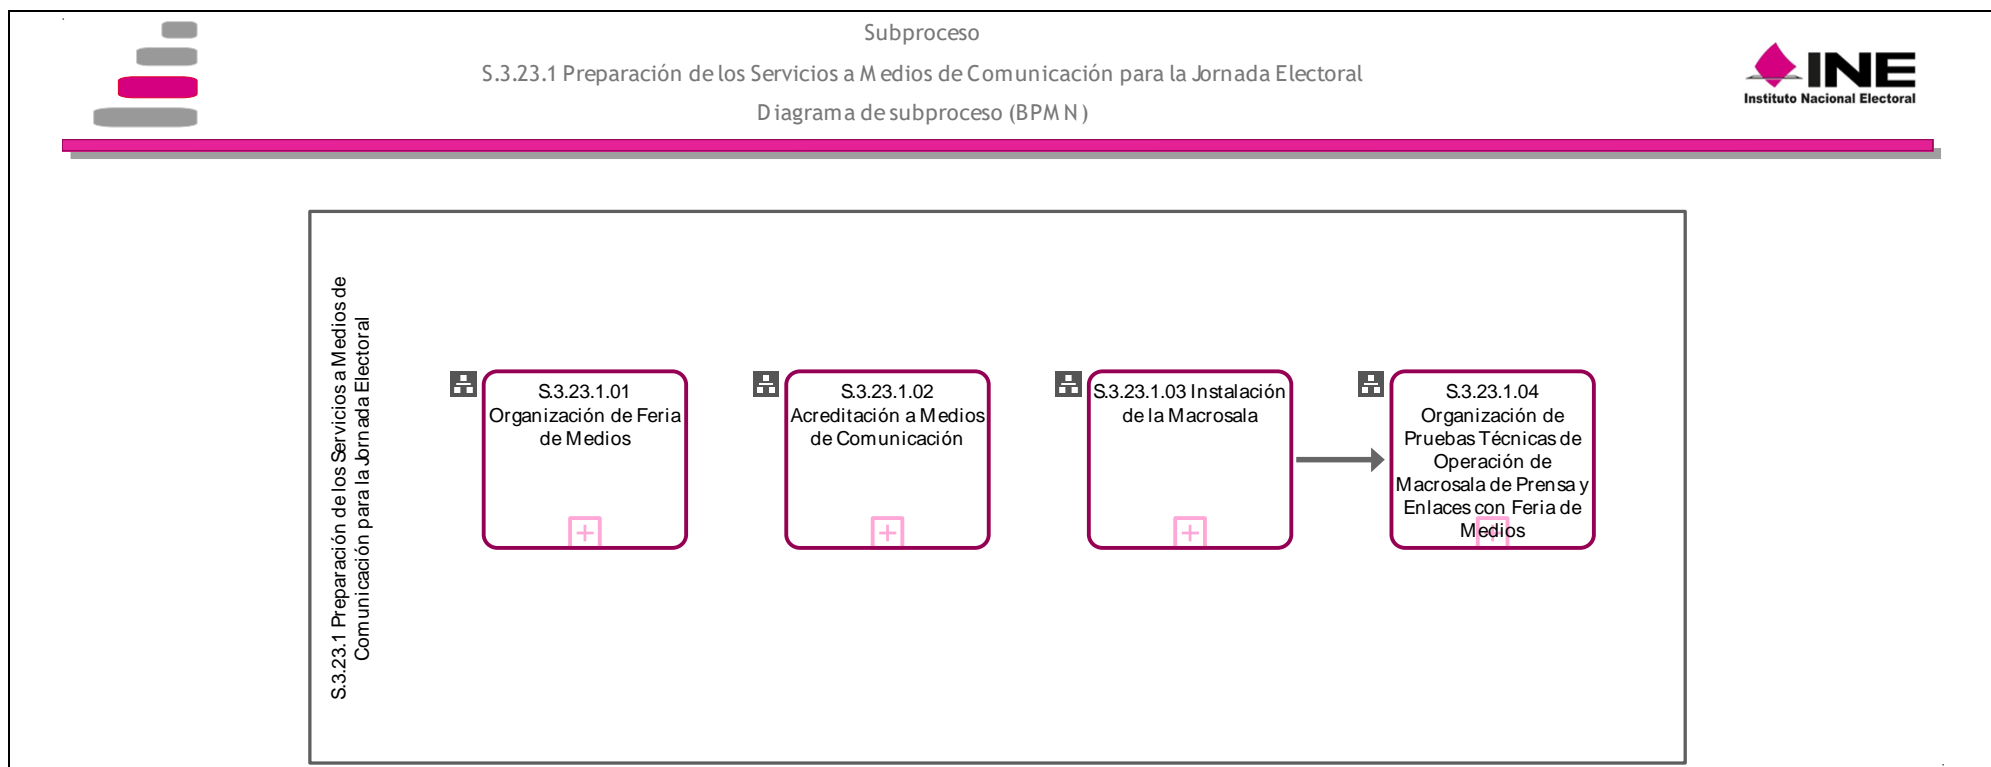 Subproceso
S.3.23.1 Preparación de los Servicios a Medios de Comunicación para la Jornada Electoral
Diagrama de subproceso (BPMN)
INE
Instituto Nacional Electoral
S.3.23.1 Preparación de los Servicios a Medios de
Comunicación para la Jornada Electoral
S.3.23.1.01
Organización de Feria
de Medios
S.3.23.1.02
Acreditación a Medios
de Comunicación
S.3.23.1.03 Instalación
de la Macrosala
S.3.23.1.04
Organización de
Pruebas Técnicas de
Operación de
Macrosala de Prensa y
Enlaces con Feria de
Medios